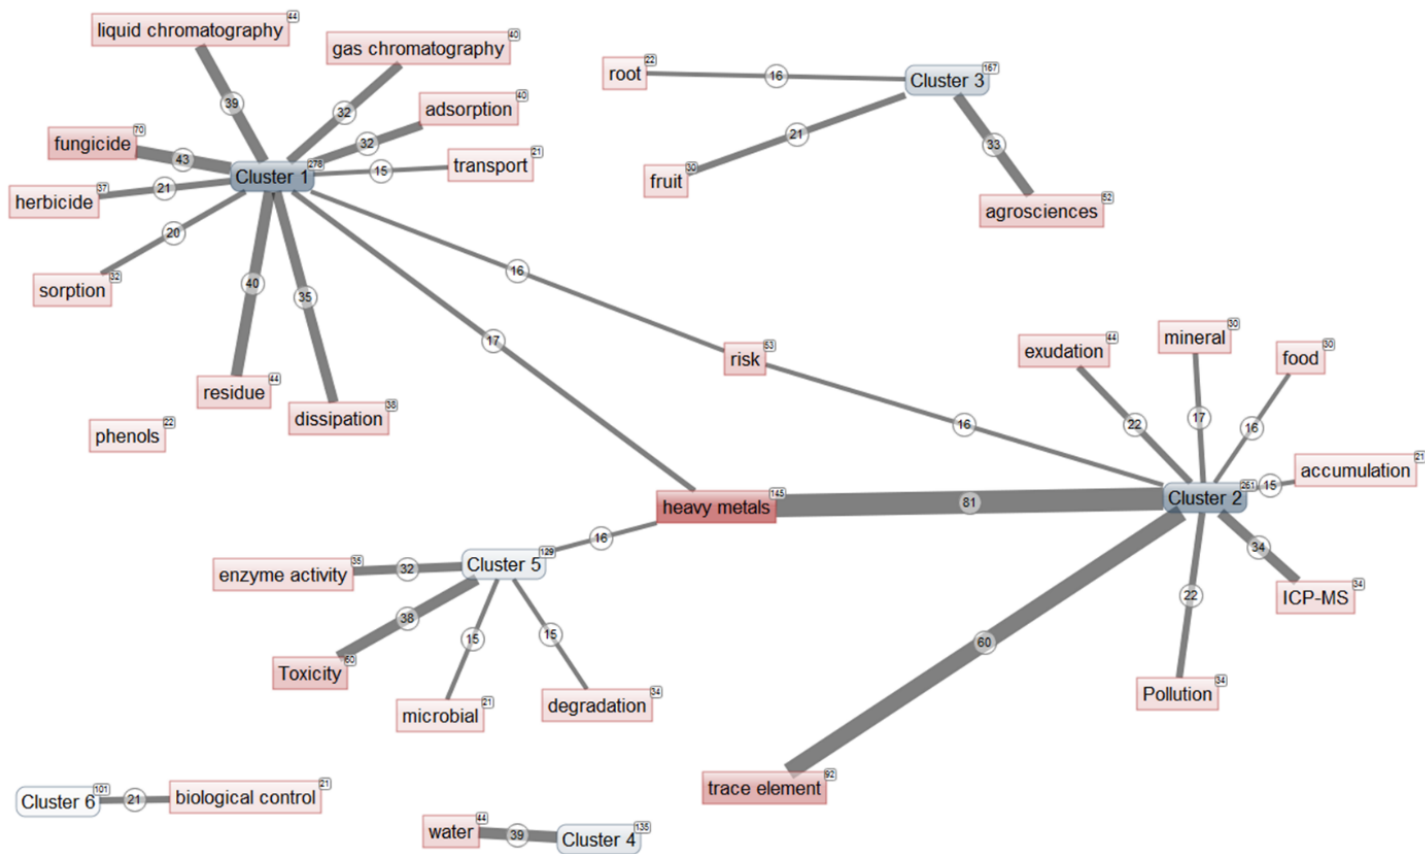 liquid chromatography 44
gas chromatography 40
39
32
adsorption 40
32
fungicide 70
43
15
transport 21
Cluster 1 278
herbicide 37
21
20
sorption 32
40
35
residue 44
dissipation 38
phenols 22
root 22
16
Cluster 3 167
21
33
fruit 30
agrosciences 52
16
17
risk 53
16
exudation 44
mineral 30
food 30
22
17
16
accumulation 21
15
Cluster 2 261
heavy metals 145
81
34
ICP-MS 34
22
Pollution 34
60
trace element 92
16
Cluster 5 129
enzyme activity 35
32
38
Toxicity 60
15
15
microbial 21
degradation 34
Cluster 6 101
21
biological control 21
water 44
39
Cluster 4 135